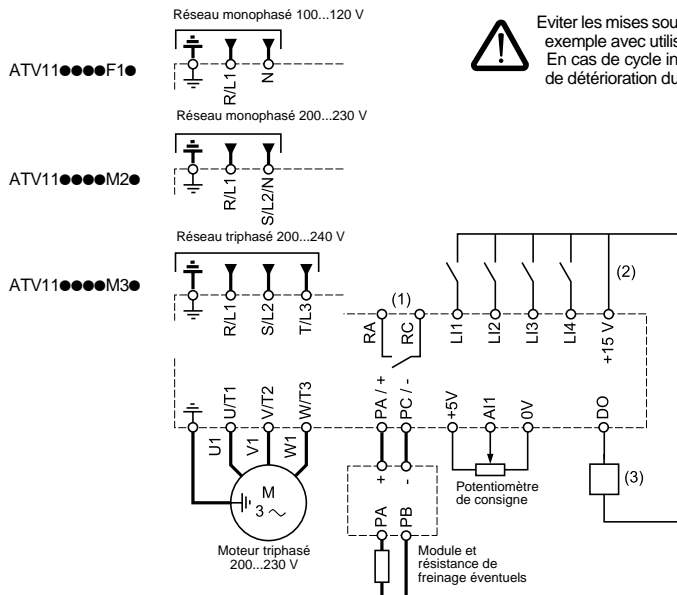 Réseau monophasé 100...120 V
ATV11●●●●F1●
R/L1
N
Eviter les mises sou
exemple avec utilis
En cas de cycle in
de détérioration du
Réseau monophasé 200...230 V
ATV11●●●●M2●
R/L1
S/L2/N
Réseau triphasé 200...240 V
ATV11●●●●M3●
R/L1
S/L2
T/L3
(1)
(2)
RA
RC
LI1
LI2
LI3
LI4
+15 V
U/T1
V/T2
W/T3
PA / +
PC / -
+5V
AI1
0V
DO
U1
V1
W1
M
3 ~
+
-
PA
PB
Potentiomètre
de consigne
(3)
Moteur triphasé
200...230 V
Module et
résistance de
freinage éventuels